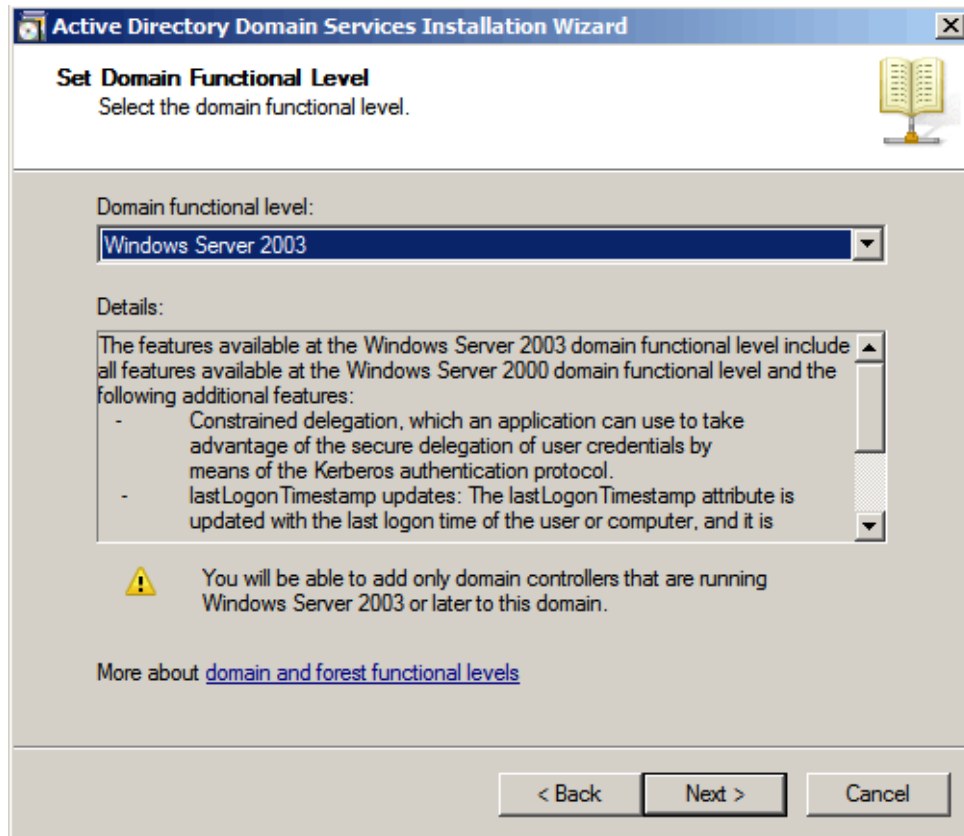 Active Directory Domain Services Installation Wizard
Set Domain Functional Level
Select the domain functional level.
Domain functional level:
Windows Server 2003
Details:
The features available at the Windows Server 2003 domain functional level include
all features available at the Windows Server 2000 domain functional level and the
following additional features:
- Constrained delegation, which an application can use to take
advantage of the secure delegation of user credentials by
means of the Kerberos authentication protocol.
- lastLogonTimestamp updates: The lastLogonTimestamp attribute is
updated with the last logon time of the user or computer, and it is
You will be able to add only domain controllers that are running
Windows Server 2003 or later to this domain.
More about domain and forest functional levels
< Back Next > Cancel